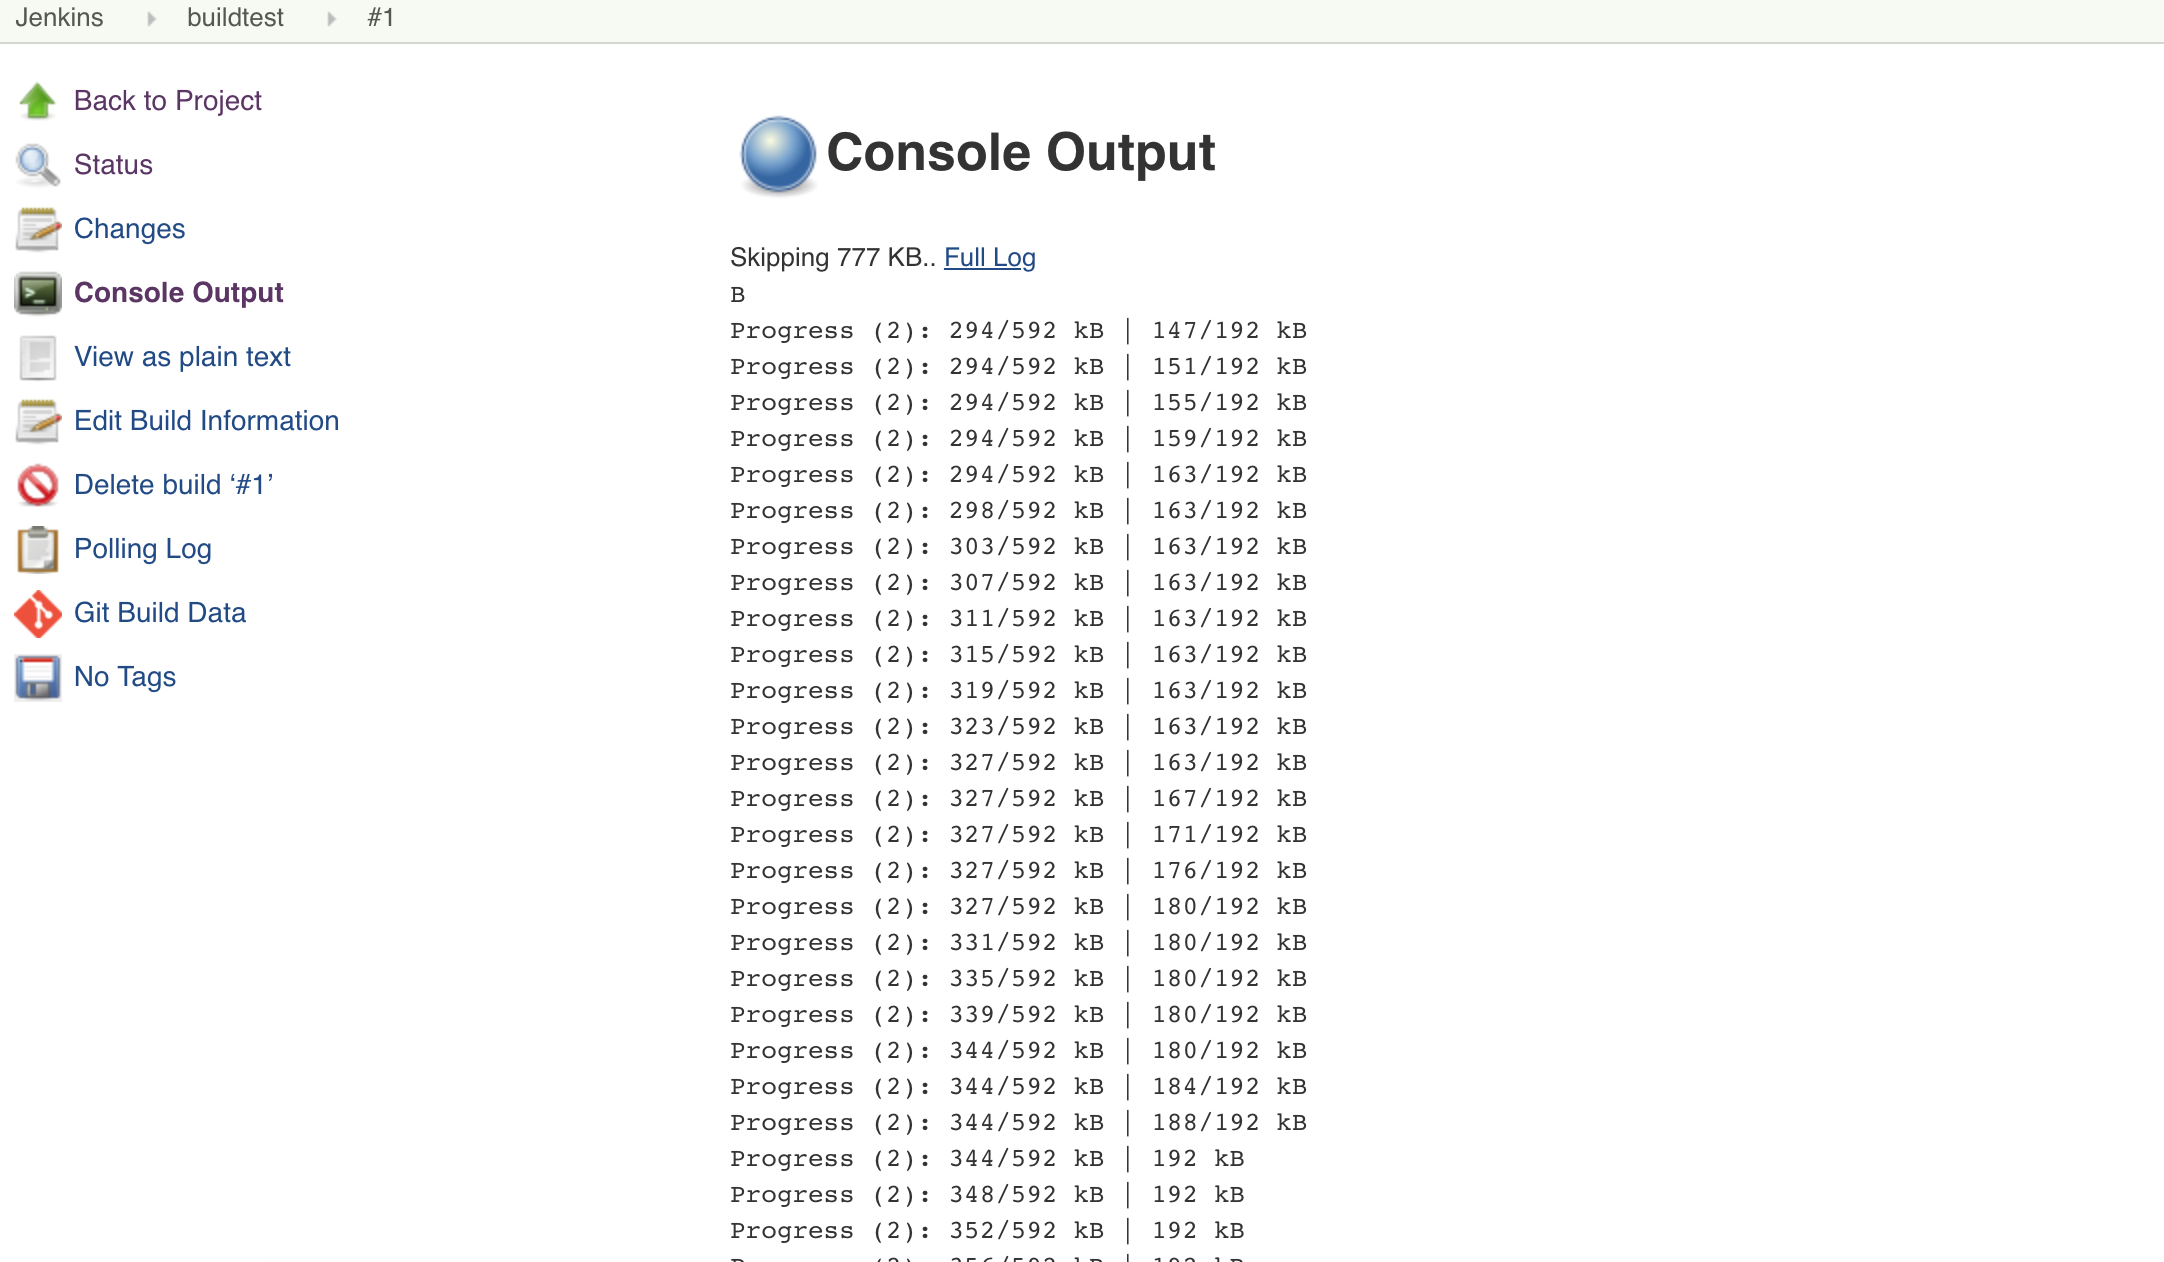 Jenkins buildtest #1
Back to Project
Status
Changes
Console Output
View as plain text
Edit Build Information
Delete build ‘#1’
Polling Log
Git Build Data
No Tags
Console Output
Skipping 777 KB.. Full Log
B
Progress (2): 294/592 kB | 147/192 kB
Progress (2): 294/592 kB | 151/192 kB
Progress (2): 294/592 kB | 155/192 kB
Progress (2): 294/592 kB | 159/192 kB
Progress (2): 294/592 kB | 163/192 kB
Progress (2): 298/592 kB | 163/192 kB
Progress (2): 303/592 kB | 163/192 kB
Progress (2): 307/592 kB | 163/192 kB
Progress (2): 311/592 kB | 163/192 kB
Progress (2): 315/592 kB | 163/192 kB
Progress (2): 319/592 kB | 163/192 kB
Progress (2): 323/592 kB | 163/192 kB
Progress (2): 327/592 kB | 163/192 kB
Progress (2): 327/592 kB | 167/192 kB
Progress (2): 327/592 kB | 171/192 kB
Progress (2): 327/592 kB | 176/192 kB
Progress (2): 327/592 kB | 180/192 kB
Progress (2): 331/592 kB | 180/192 kB
Progress (2): 335/592 kB | 180/192 kB
Progress (2): 339/592 kB | 180/192 kB
Progress (2): 344/592 kB | 180/192 kB
Progress (2): 344/592 kB | 184/192 kB
Progress (2): 344/592 kB | 188/192 kB
Progress (2): 344/592 kB | 192 kB
Progress (2): 348/592 kB | 192 kB
Progress (2): 352/592 kB | 192 kB